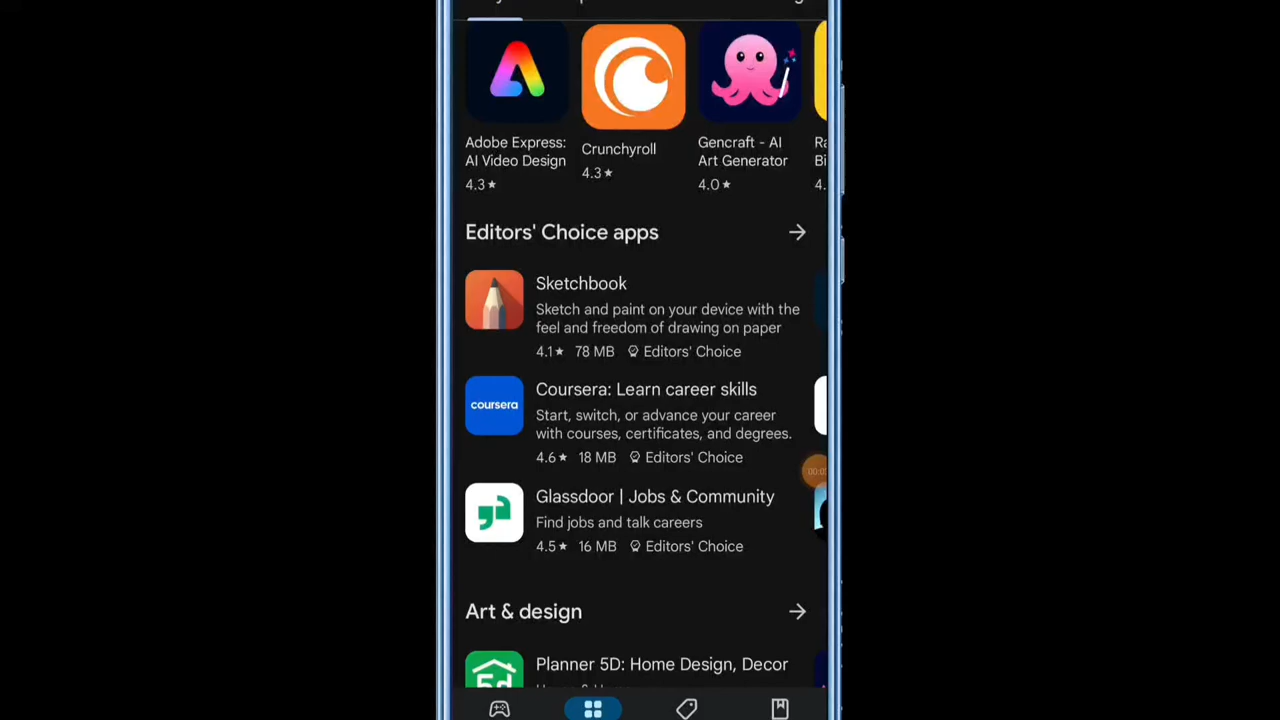 Adobe Express:
AI Video Design
4.3★
Crunchyroll
4.3★
Gencraft - AI
Art Generator
4.0★
Ra
Bi
4.
Editors' Choice apps
Sketchbook
Sketch and paint on your device with the
feel and freedom of drawing on paper
4.1★ 78 MB Editors' Choice
coursera
Coursera: Learn career skills
Start, switch, or advance your career
with courses, certificates, and degrees.
4.6★ 18 MB Editors' Choice
Glassdoor | Jobs & Community
Find jobs and talk careers
4.5★ 16 MB Editors' Choice
Art & design
5d
Planner 5D: Home Design, Decor